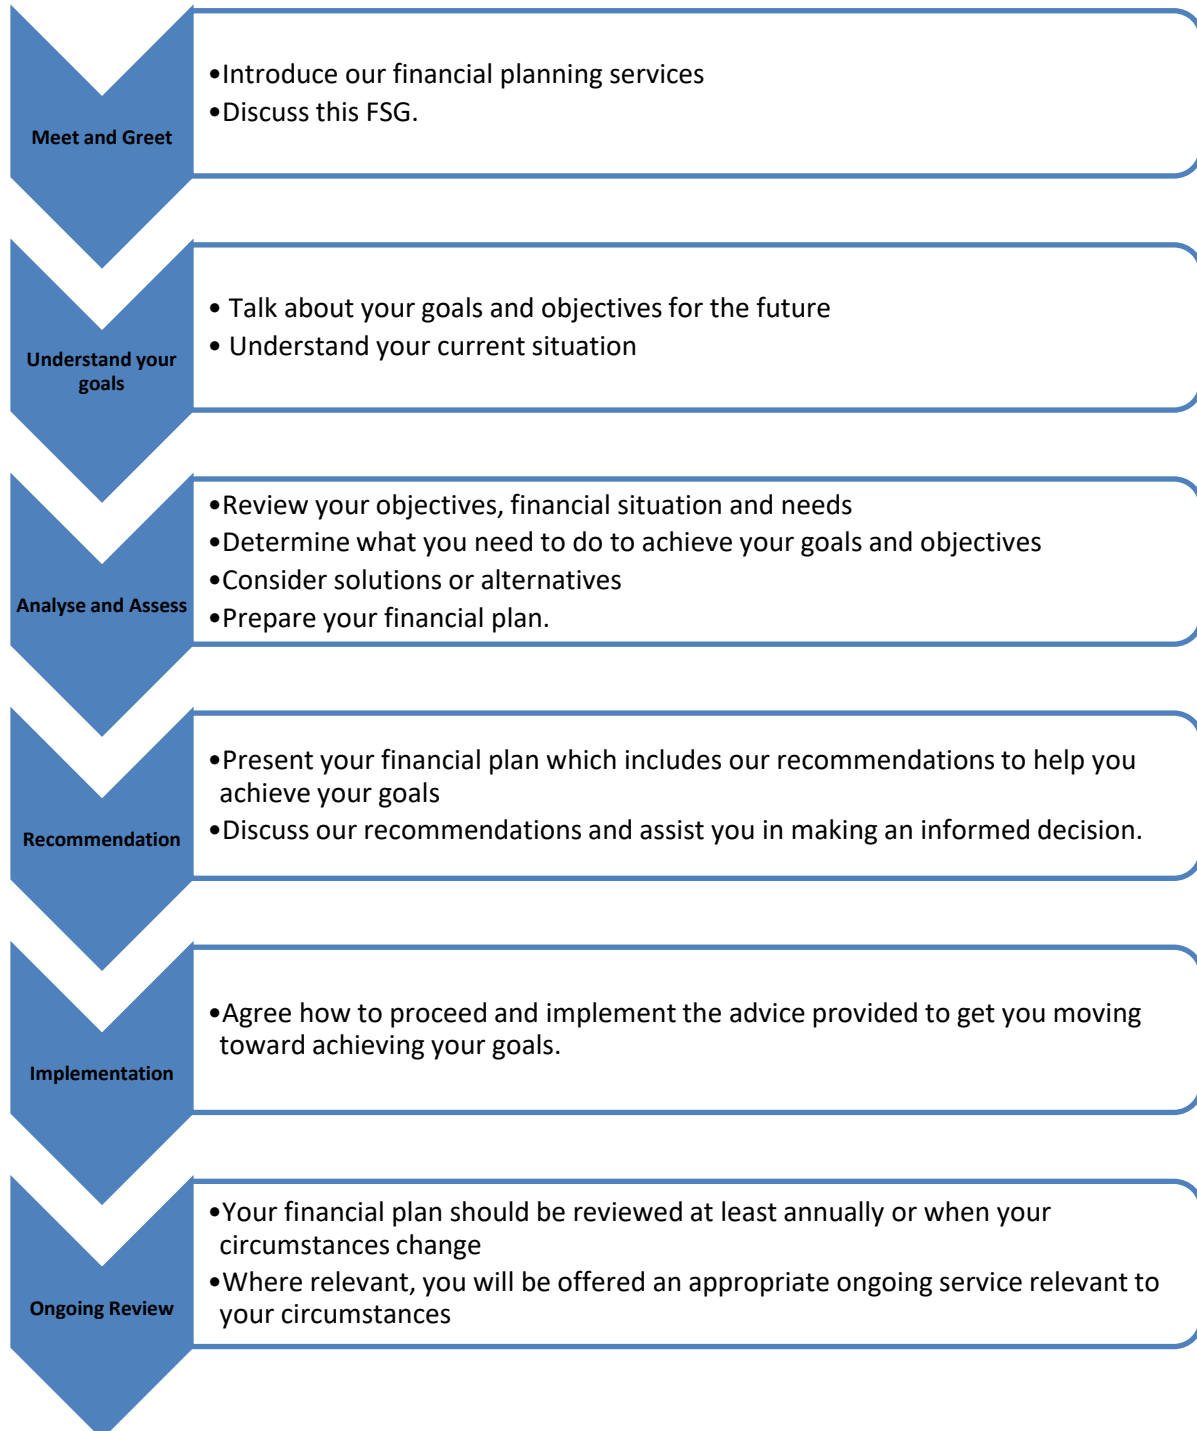 Meet and Greet
•Introduce our financial planning services
•Discuss this FSG.
Understand your
goals
• Talk about your goals and objectives for the future
• Understand your current situation
Analyse and Assess
•Review your objectives, financial situation and needs
•Determine what you need to do to achieve your goals and objectives
•Consider solutions or alternatives
•Prepare your financial plan.
Recommendation
•Present your financial plan which includes our recommendations to help you
achieve your goals
•Discuss our recommendations and assist you in making an informed decision.
Implementation
•Agree how to proceed and implement the advice provided to get you moving
toward achieving your goals.
Ongoing Review
•Your financial plan should be reviewed at least annually or when your
circumstances change
•Where relevant, you will be offered an appropriate ongoing service relevant to
your circumstances